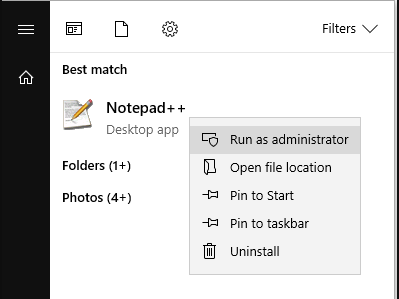 Filters
Best match
Notepad++
Desktop app
Run as administrator
Open file location
Pin to Start
Pin to taskbar
Uninstall
Folders (1+)
Photos (4+)